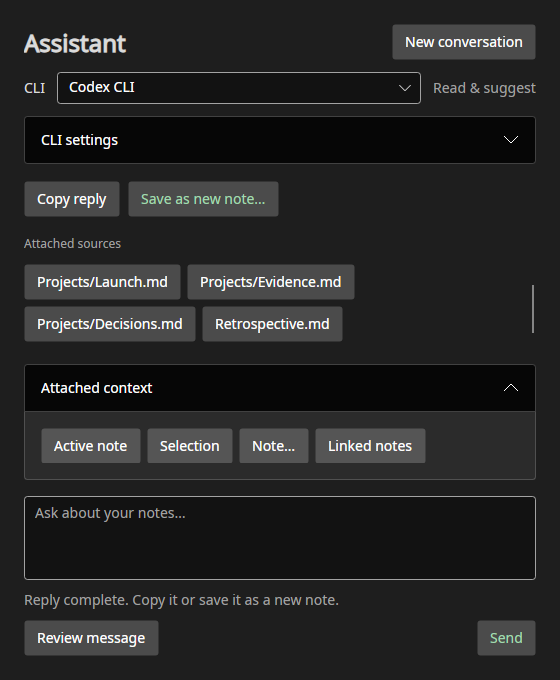 Assistant
New conversation
CLI
Codex CLI
Read & suggest
CLI settings
Copy reply
Save as new note...
Attached sources
Projects/Launch.md
Projects/Evidence.md
Projects/Decisions.md
Retrospective.md
Attached context
Active note
Selection
Note...
Linked notes
Ask about your notes...
Reply complete. Copy it or save it as a new note.
Review message
Send